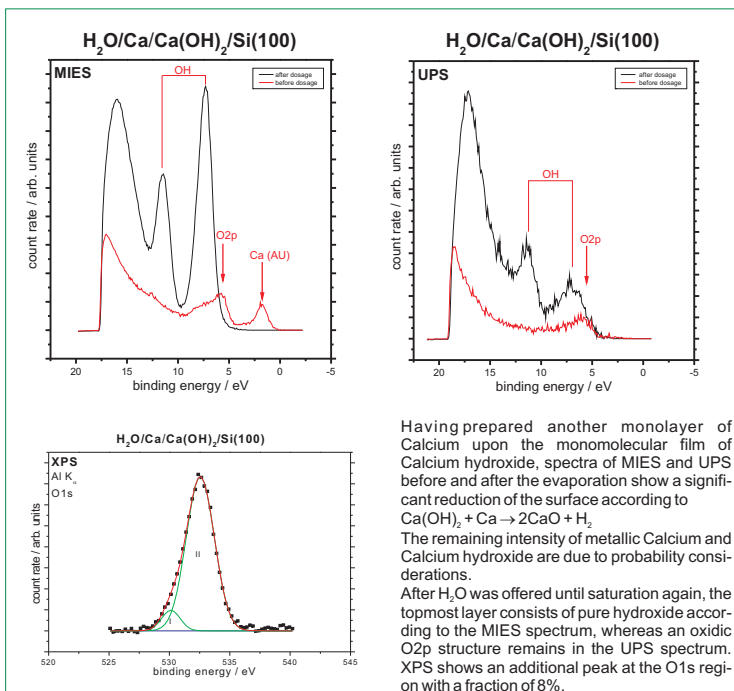 H₂O/Ca/Ca(OH)₂/Si(100)
MIES
OH
after dosage
before dosage
O2p
Ca (AU)
count rate / arb. units
20 15 10 5 0 -5
binding energy / eV
H₂O/Ca/Ca(OH)₂/Si(100)
UPS
after dosage
before dosage
OH
O2p
count rate / arb. units
20 15 10 5 0 -5
binding energy / eV
H₂O/Ca/Ca(OH)₂/Si(100)
XPS
Al Kα
O1s
II
I
count rate / arb. units
520 525 530 535 540 545
binding energy / eV
Having prepared another monolayer of
Calcium upon the monomolecular film of
Calcium hydroxide, spectra of MIES and UPS
before and after the evaporation show a signifi-
cant reduction of the surface according to
Ca(OH)₂ + Ca → 2CaO + H₂
The remaining intensity of metallic Calcium and
Calcium hydroxide are due to probability consi-
derations.
After H₂O was offered until saturation again, the
topmost layer consists of pure hydroxide accor-
ding to the MIES spectrum, whereas an oxidic
O2p structure remains in the UPS spectrum.
XPS shows an additional peak at the O1s regi-
on with a fraction of 8%.